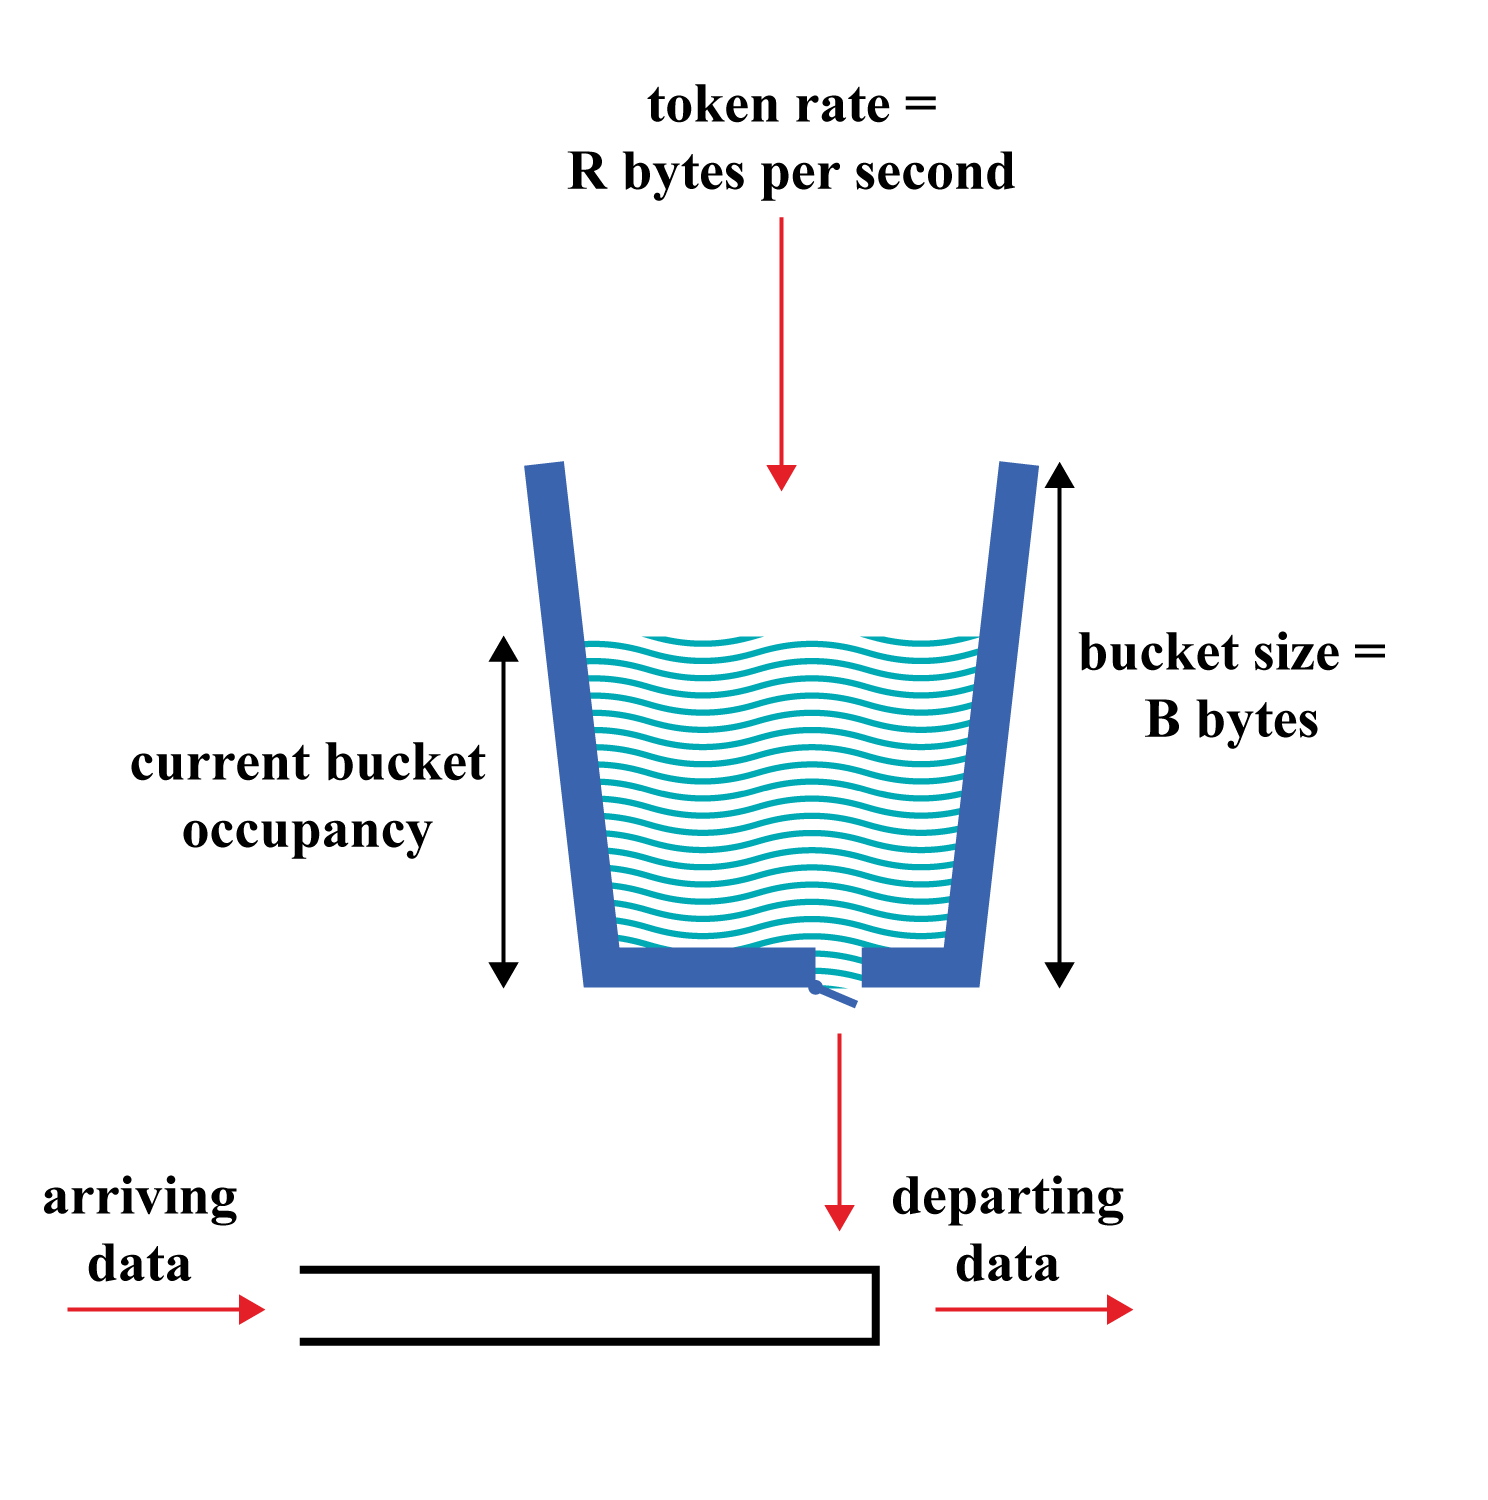 token rate =
R bytes per second
bucket size =
B bytes
current bucket
occupancy
arriving
data
departing
data